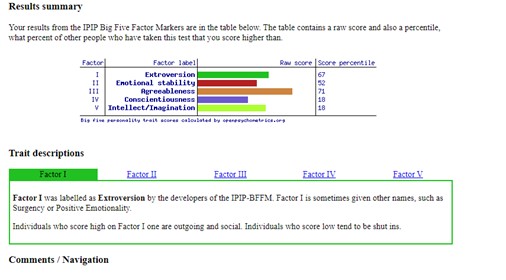 Results summary
Your results from the IPIP Big Five Factor Markers are in the table below. The table contains a raw score and also a percentile,
what percent of other people who have taken this test that you score higher than.
Factor Factor label Raw score Score percentile
I Extroversion 67
II Emotional stability 52
III Agreeableness 71
IV Conscientiousness 18
V Intellect/Imagination 18
Big five personality trait scores calculated by openpsychometrics.org
Trait descriptions
Factor I Factor II Factor III Factor IV Factor V
Factor I was labelled as Extroversion by the developers of the IPIP-BFFM. Factor I is sometimes given other names, such as
Surgency or Positive Emotionality.
Individuals who score high on Factor I one are outgoing and social. Individuals who score low tend to be shut ins.
Comments / Navigation